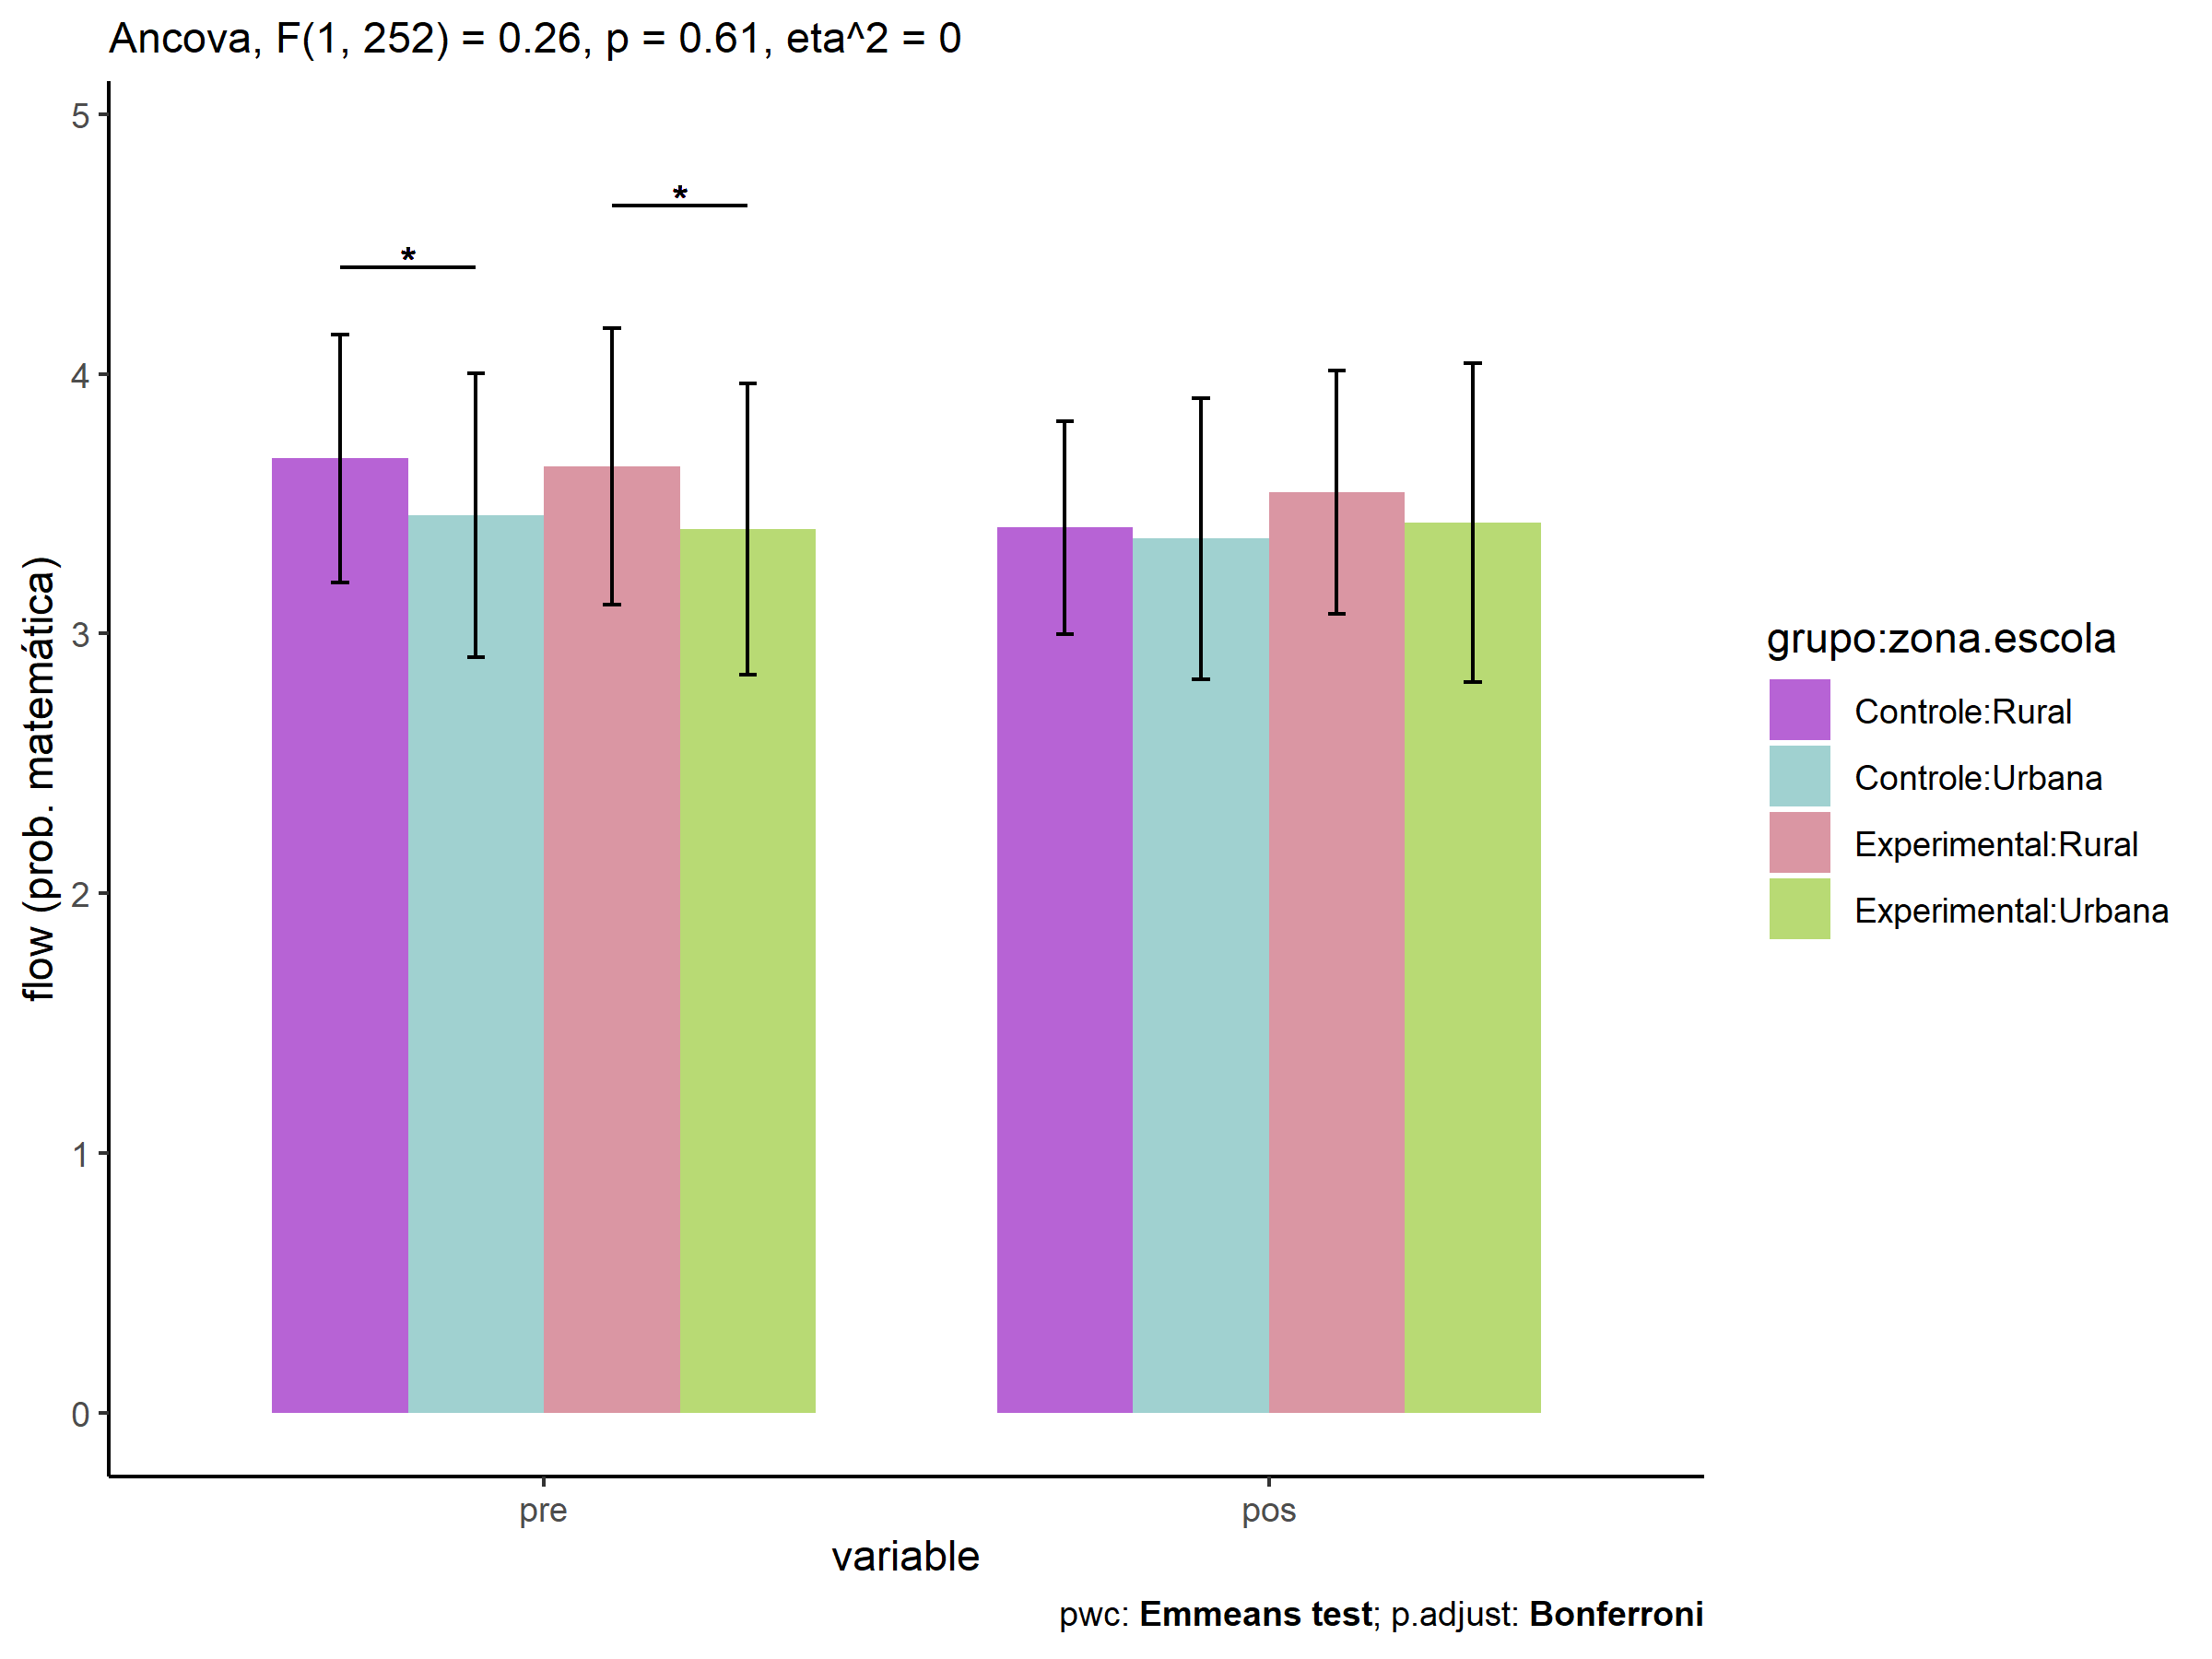 Ancova, F(1, 252) = 0.26, p = 0.61, eta^2 = 0
5
4
3
2
1
0
flow (prob. matemática)
*
*
pre
pos
variable
grupo:zona.escola
Controle:Rural
Controle:Urbana
Experimental:Rural
Experimental:Urbana
pwc: Emmeans test; p.adjust: Bonferroni